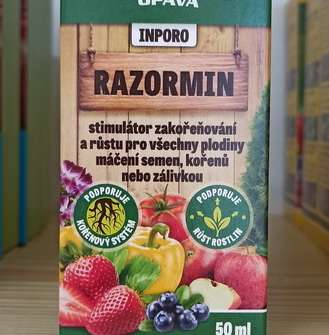 OPAVA
INPORO
RAZORMIN
stimulátor zakořeňování
a růstu pro všechny plodiny
máčení semen, kořenů
nebo zálivkou
PODPORUJE
KOŘENOVÝ SYSTÉM
PODPORUJE
RŮST ROSTLIN
50 ml